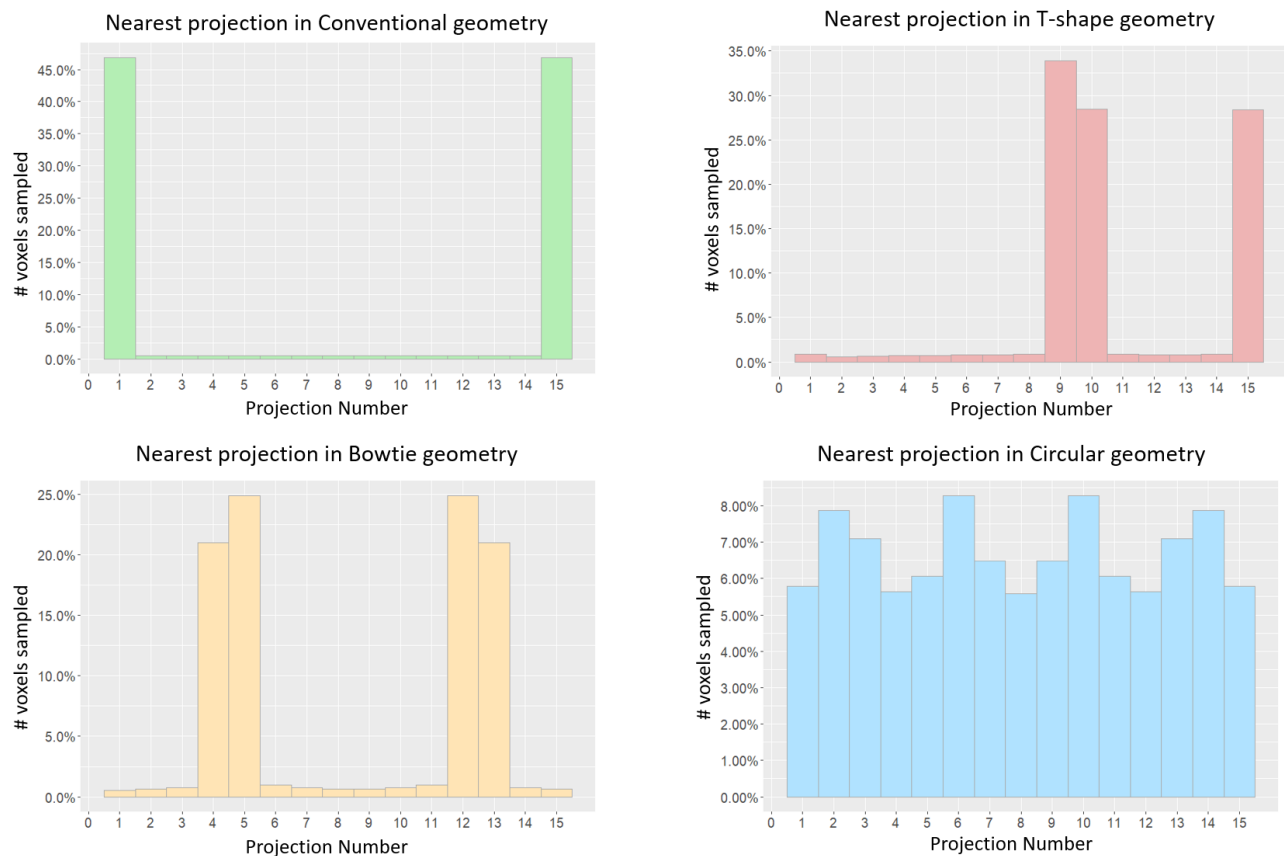 Nearest projection in Conventional geometry
# voxels sampled
45.0%
40.0%
35.0%
30.0%
25.0%
20.0%
15.0%
10.0%
5.0%
0.0%
0 1 2 3 4 5 6 7 8 9 10 11 12 13 14 15
Projection Number
Nearest projection in T-shape geometry
# voxels sampled
35.0%
30.0%
25.0%
20.0%
15.0%
10.0%
5.0%
0.0%
0 1 2 3 4 5 6 7 8 9 10 11 12 13 14 15
Projection Number
Nearest projection in Bowtie geometry
# voxels sampled
25.0%
20.0%
15.0%
10.0%
5.0%
0.0%
0 1 2 3 4 5 6 7 8 9 10 11 12 13 14 15
Projection Number
Nearest projection in Circular geometry
# voxels sampled
8.00%
7.00%
6.00%
5.00%
4.00%
3.00%
2.00%
1.00%
0.00%
0 1 2 3 4 5 6 7 8 9 10 11 12 13 14 15
Projection Number